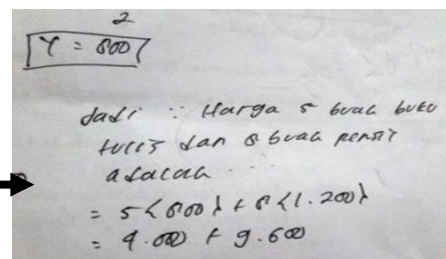 2
Y = 800
Jadi : Harga 5 buah buku
tulis dan 8 buah pensil
adalah
= 5 (800) + 8 (1.200)
= 4.000 + 9.600